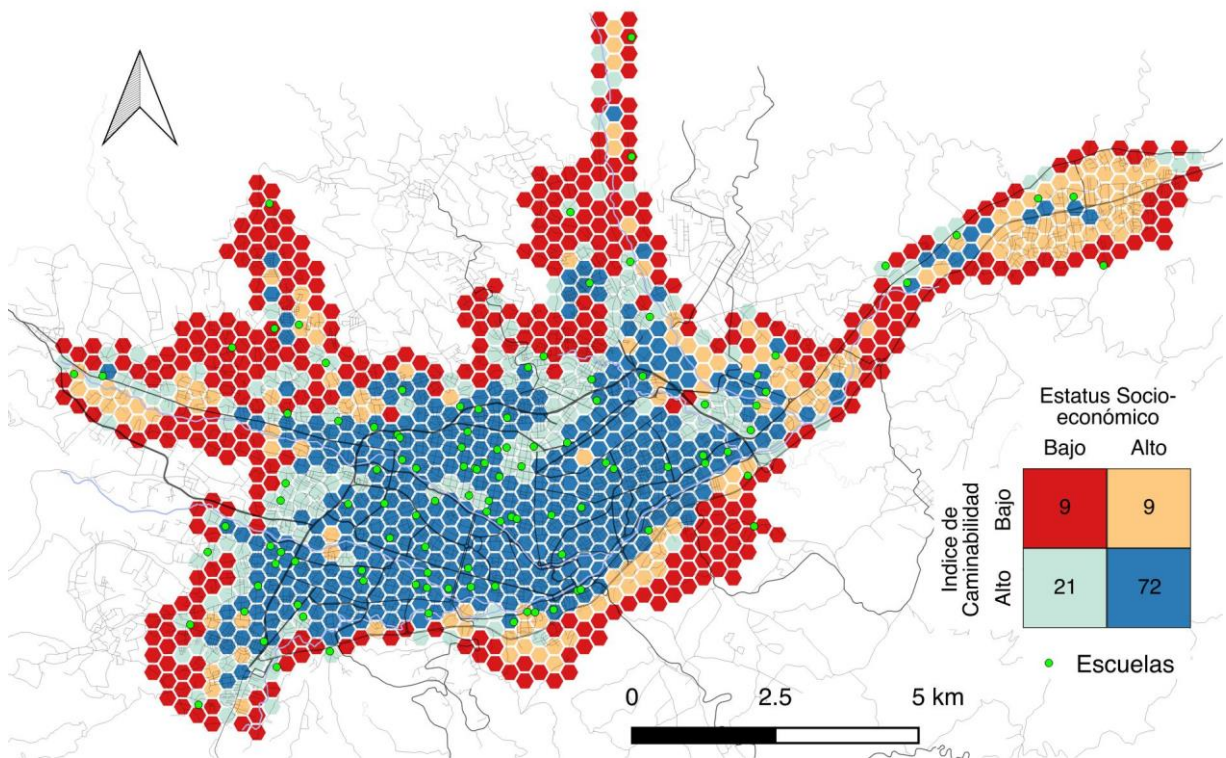 Estatus Socio-
económico
Bajo Alto
Indice de
Caminabilidad
Bajo
Alto
9 9
21 72
Escuelas
0 2.5 5 km